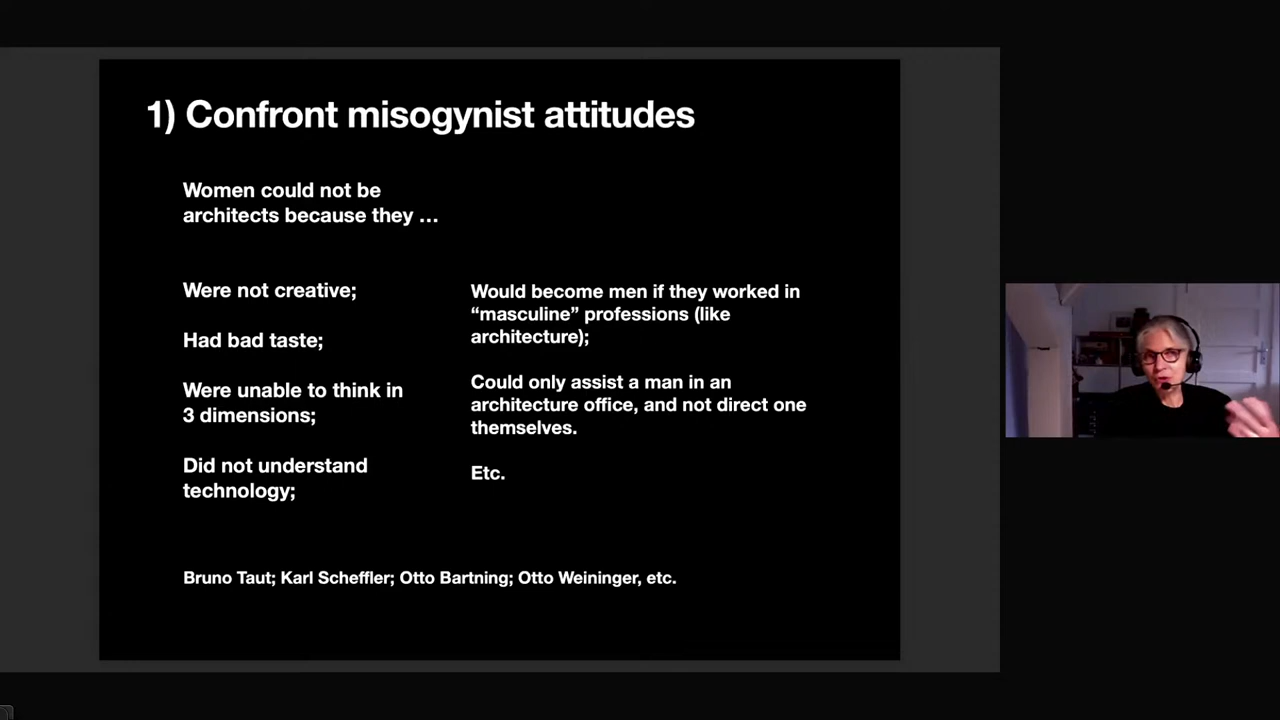 1) Confront misogynist attitudes
Women could not be
architects because they …
Were not creative;
Had bad taste;
Were unable to think in
3 dimensions;
Did not understand
technology;
Would become men if they worked in
“masculine” professions (like
architecture);
Could only assist a man in an
architecture office, and not direct one
themselves.
Etc.
Bruno Taut; Karl Scheffler; Otto Bartning; Otto Weininger, etc.